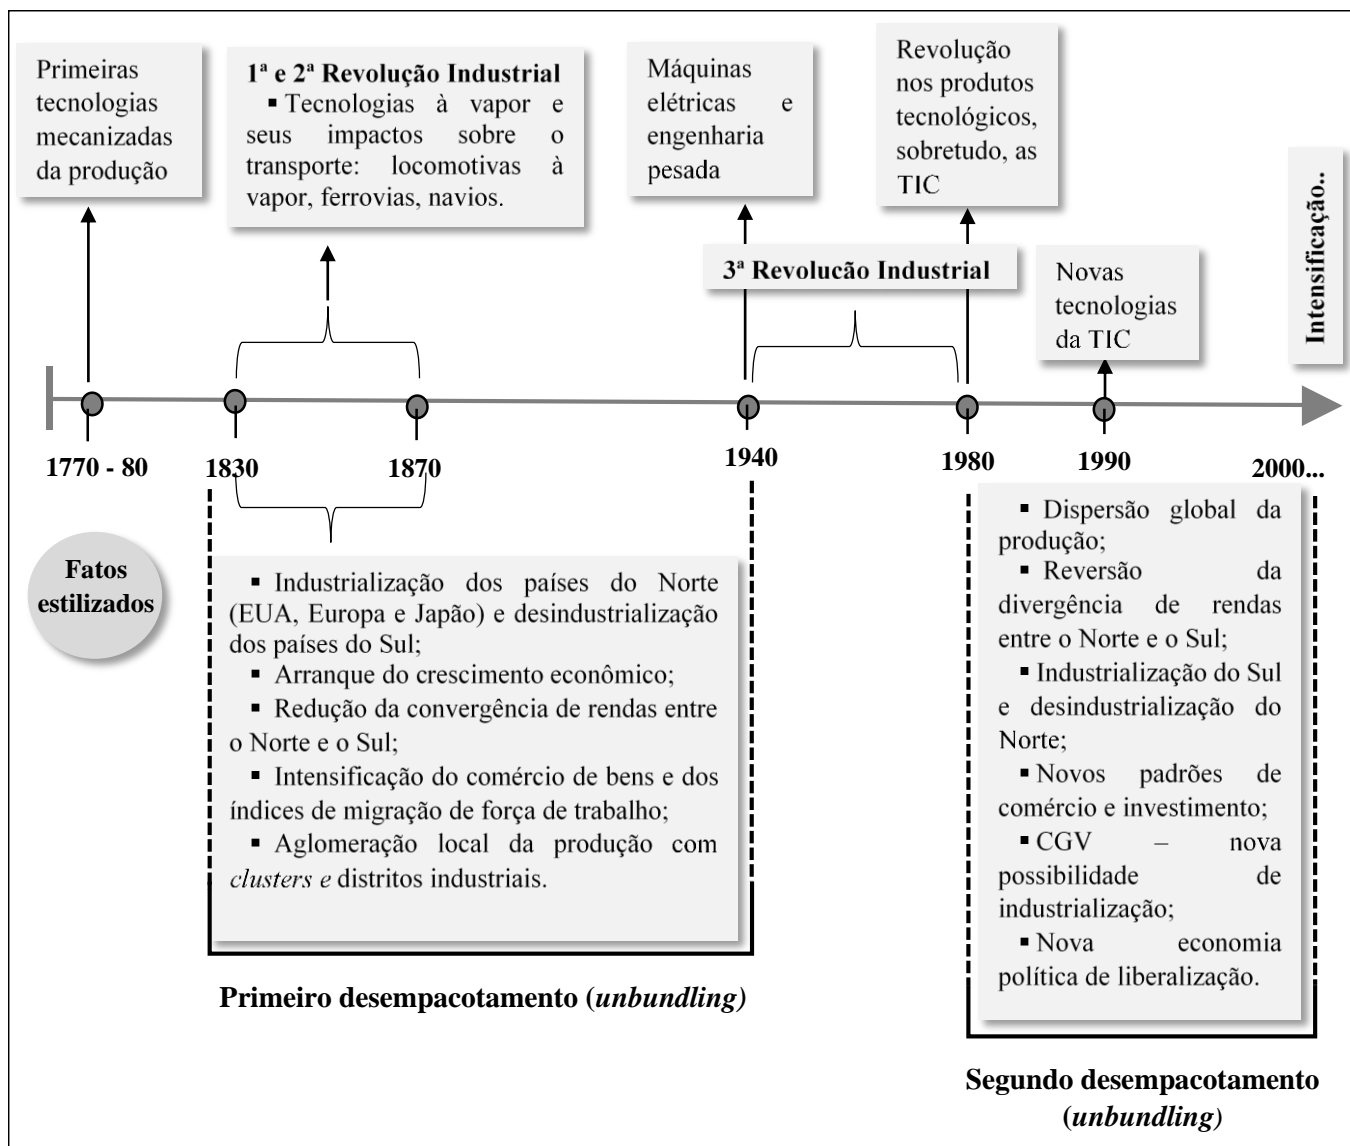 Primeiras
tecnologias
mecanizadas
da produção
1ª e 2ª Revolução Industrial
▪ Tecnologias à vapor e
seus impactos sobre o
transporte: locomotivas à
vapor, ferrovias, navios.
Máquinas
elétricas e
engenharia
pesada
Revolução
nos produtos
tecnológicos,
sobretudo, as
TIC
3ª Revolucão Industrial
Novas
tecnologias
da TIC
Intensificação..
1770 - 80
1830
1870
1940
1980
1990
2000...
Fatos
estilizados
▪ Industrialização dos países do Norte
(EUA, Europa e Japão) e desindustrialização
dos países do Sul;
▪ Arranque do crescimento econômico;
▪ Redução da convergência de rendas entre
o Norte e o Sul;
▪ Intensificação do comércio de bens e dos
índices de migração de força de trabalho;
▪ Aglomeração local da produção com
clusters e distritos industriais.
Primeiro desempacotamento (unbundling)
▪ Dispersão global da
produção;
▪ Reversão da
divergência de rendas
entre o Norte e o Sul;
▪ Industrialização do Sul
e desindustrialização do
Norte;
▪ Novos padrões de
comércio e investimento;
▪ CGV – nova
possibilidade de
industrialização;
▪ Nova economia
política de liberalização.
Segundo desempacotamento
(unbundling)